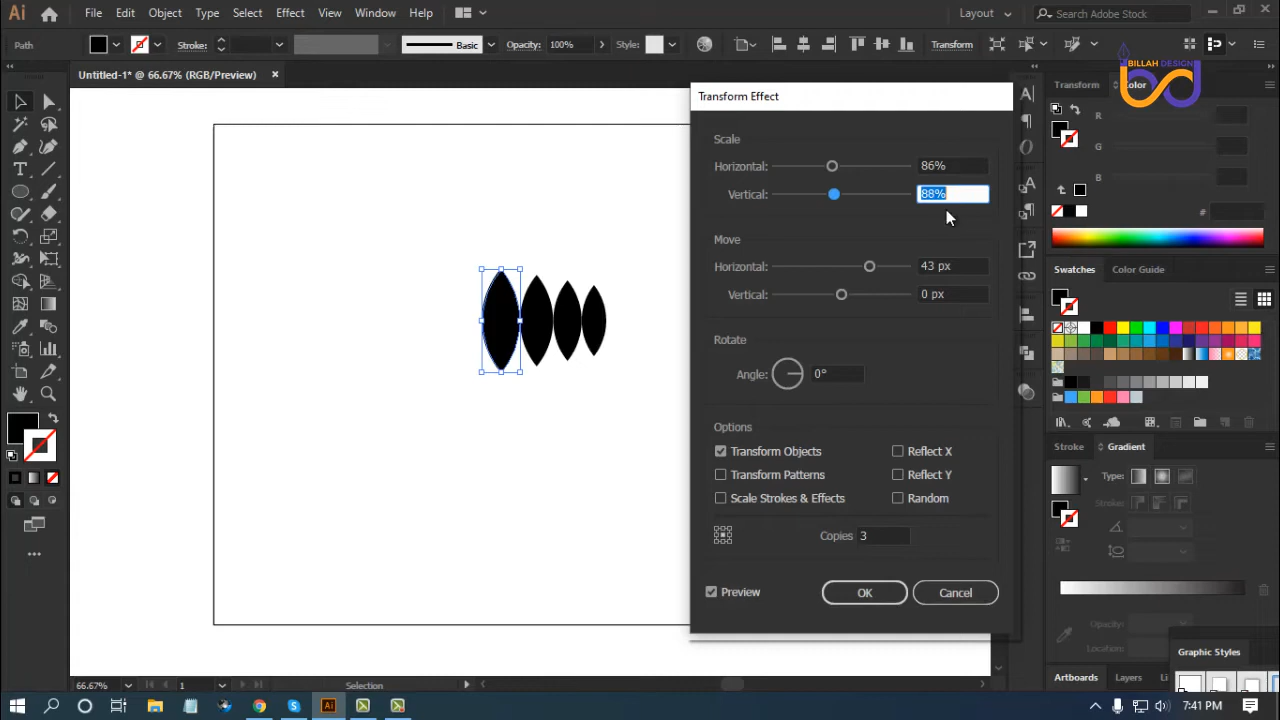 Ai
File Edit Object Type Select Effect View Window Help
Layout
Search Adobe Stock
Path
Stroke:
Basic
Opacity: 100%
Style:
Transform
Untitled-1* @ 66.67% (RGB/Preview)
BILLAH DESIGN
Transform Effect
Scale
Horizontal: 86%
Vertical: 88%
Move
Horizontal: 43 px
Vertical: 0 px
Rotate
Angle: 0°
Options
Transform Objects
Reflect X
Transform Patterns
Reflect Y
Scale Strokes & Effects
Random
Copies 3
Preview
OK
Cancel
Transform
Color
R
G
B
#
Swatches
Color Guide
Stroke
Gradient
Type:
Strokes:
Opacity:
Location:
Graphic Styles
Artboards Layers Li
66.67%
1
Selection
Ai
7:41 PM